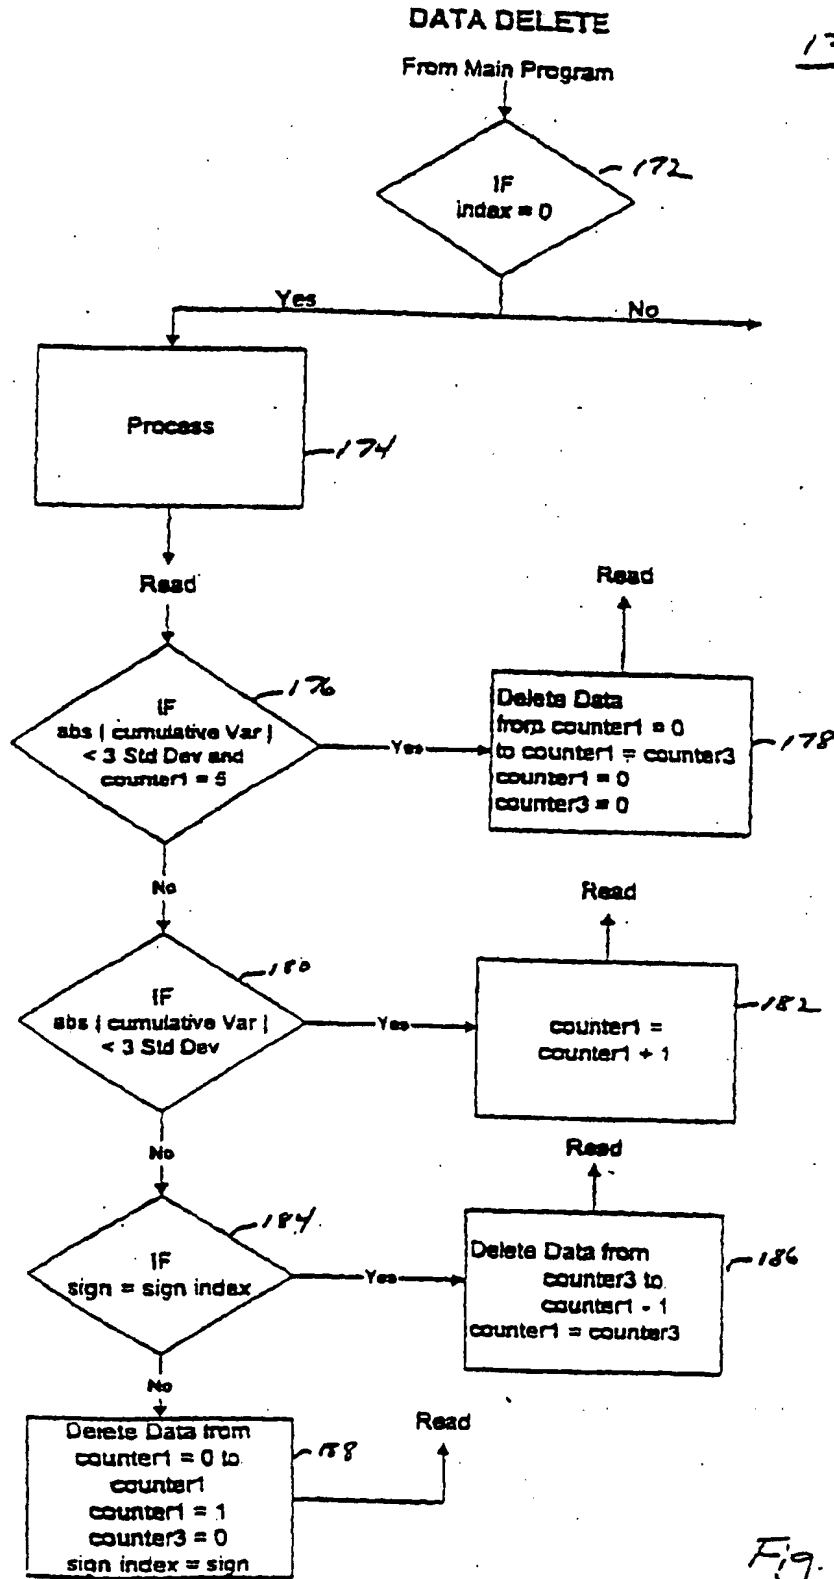 DATA DELETE
From Main Program
172
IF
index = 0
Yes
No
Process
174
Read
Read
IF
abs | cumulative Var |
< 3 Std Dev and
counter1 = 5
176
Yes
Delete Data
from counter1 = 0
to counter1 = counter3
counter1 = 0
counter3 = 0
178
No
Read
IF
abs | cumulative Var |
< 3 Std Dev
180
Yes
counter1 =
counter1 + 1
182
No
Read
IF
sign = sign index
184
Yes
Delete Data from
counter3 to
counter1 - 1
counter1 = counter3
186
No
Delete Data from
counter1 = 0 to
counter1
counter1 = 1
counter3 = 0
sign index = sign
188
Read
Fig.